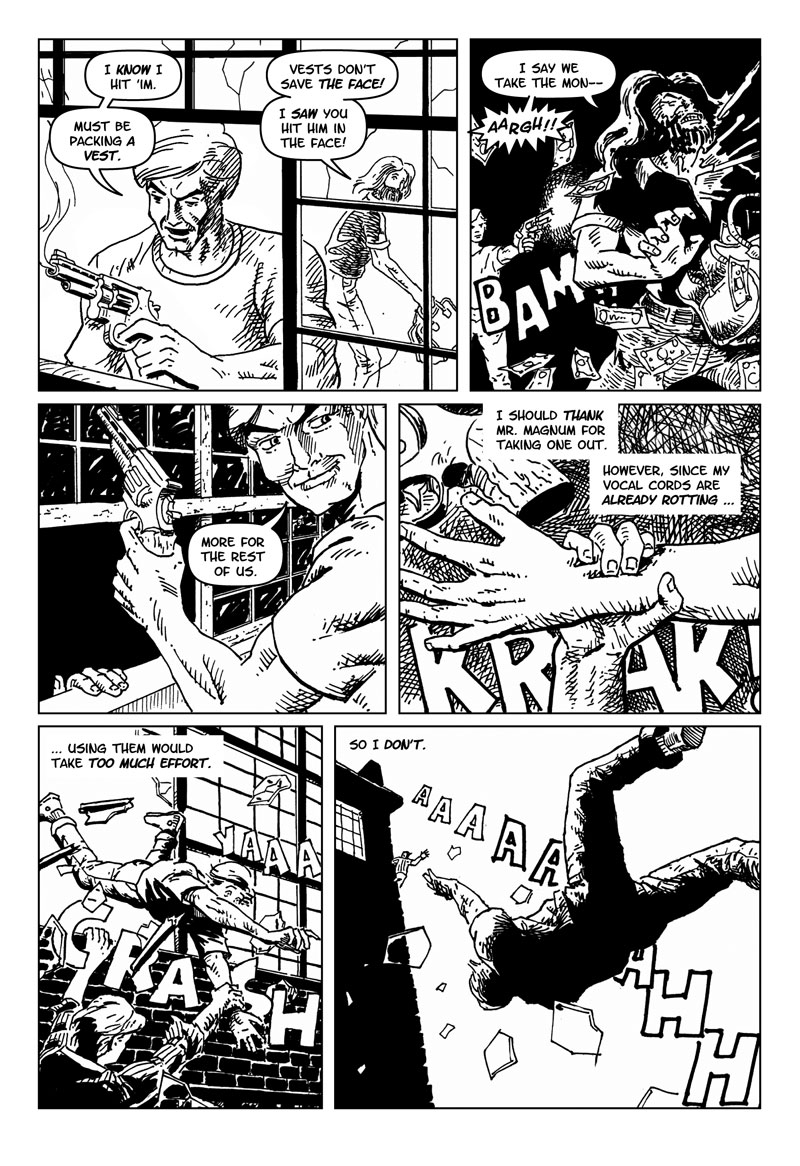 I KNOW I
HIT 'IM.
MUST BE
PACKING A
VEST.
VESTS DON'T
SAVE THE FACE!
I SAW YOU
HIT HIM IN
THE FACE!
I SAY WE
TAKE THE MON--
AARGH!!
BAM
MORE FOR
THE REST
OF US.
I SHOULD THANK
MR. MAGNUM FOR
TAKING ONE OUT.
HOWEVER, SINCE MY
VOCAL CORDS ARE
ALREADY ROTTING ...
KRAK!
... USING THEM WOULD
TAKE TOO MUCH EFFORT.
YAAA
CRASH
SO I DON'T.
AAAAA
AHHH